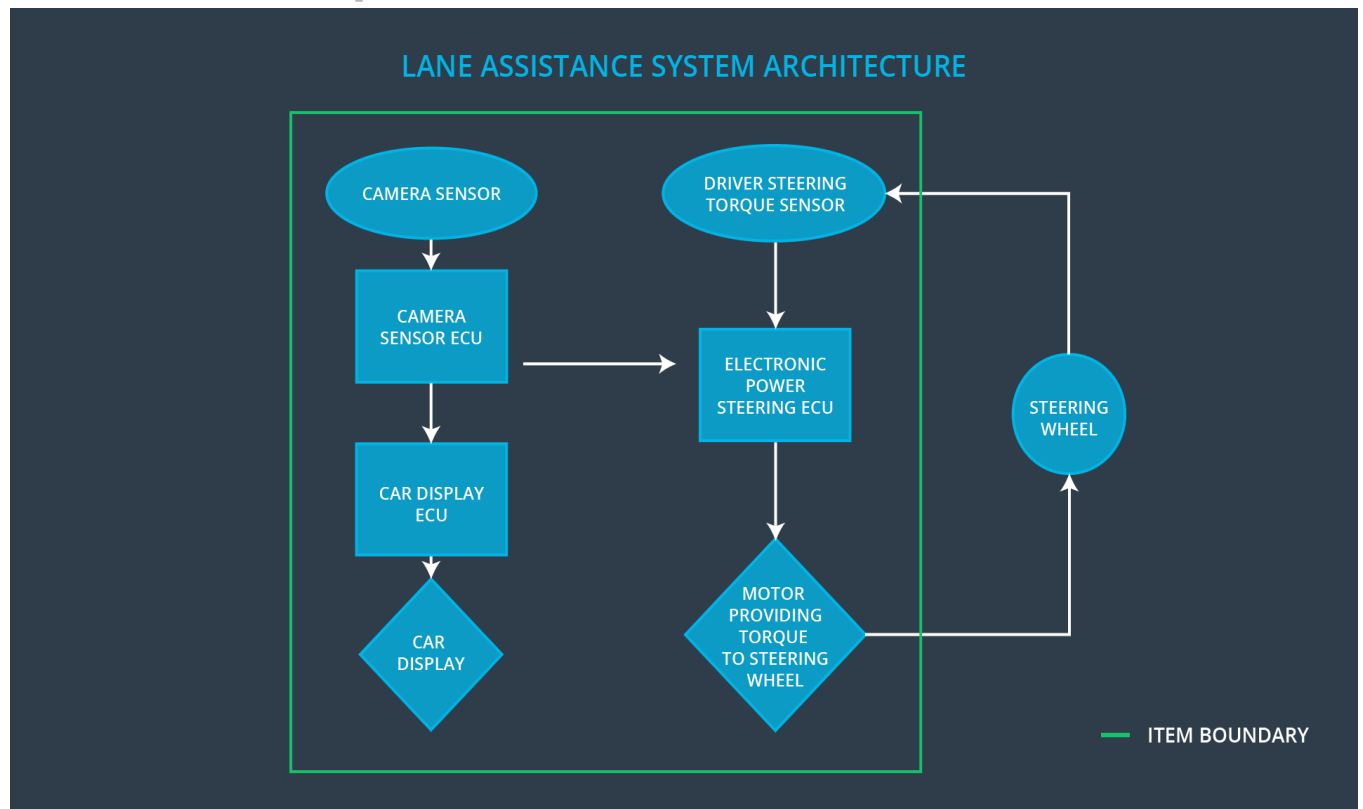 LANE ASSISTANCE SYSTEM ARCHITECTURE
CAMERA SENSOR
CAMERA
SENSOR ECU
CAR DISPLAY
ECU
CAR
DISPLAY
DRIVER STEERING
TORQUE SENSOR
ELECTRONIC
POWER
STEERING ECU
MOTOR
PROVIDING
TORQUE
TO STEERING
WHEEL
STEERING
WHEEL
ITEM BOUNDARY